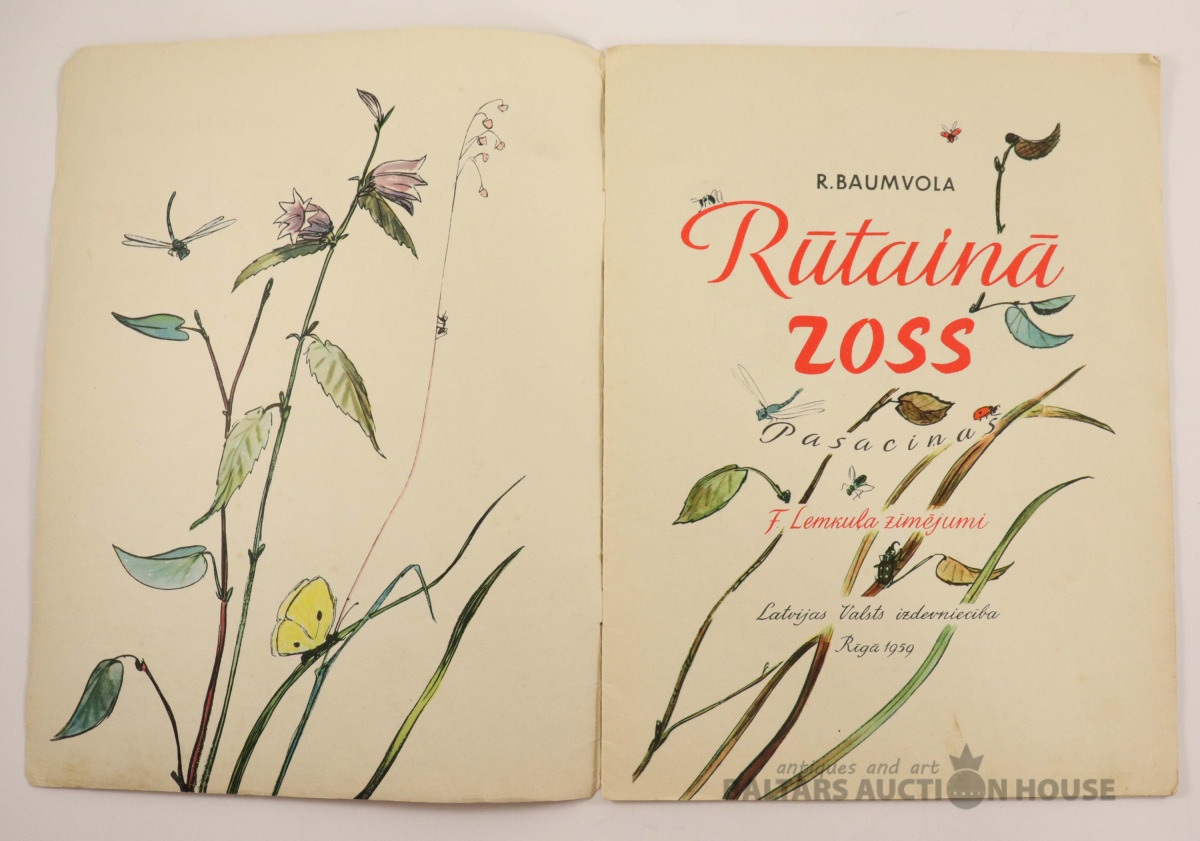 R. BAUMVOLA
Rūtainā
zoss
Pasaciņas
F. Lemkuļa zīmējumi
Latvijas Valsts izdevniecība
Rīgā 1959
antiques and art
BALTARS AUCTION HOUSE